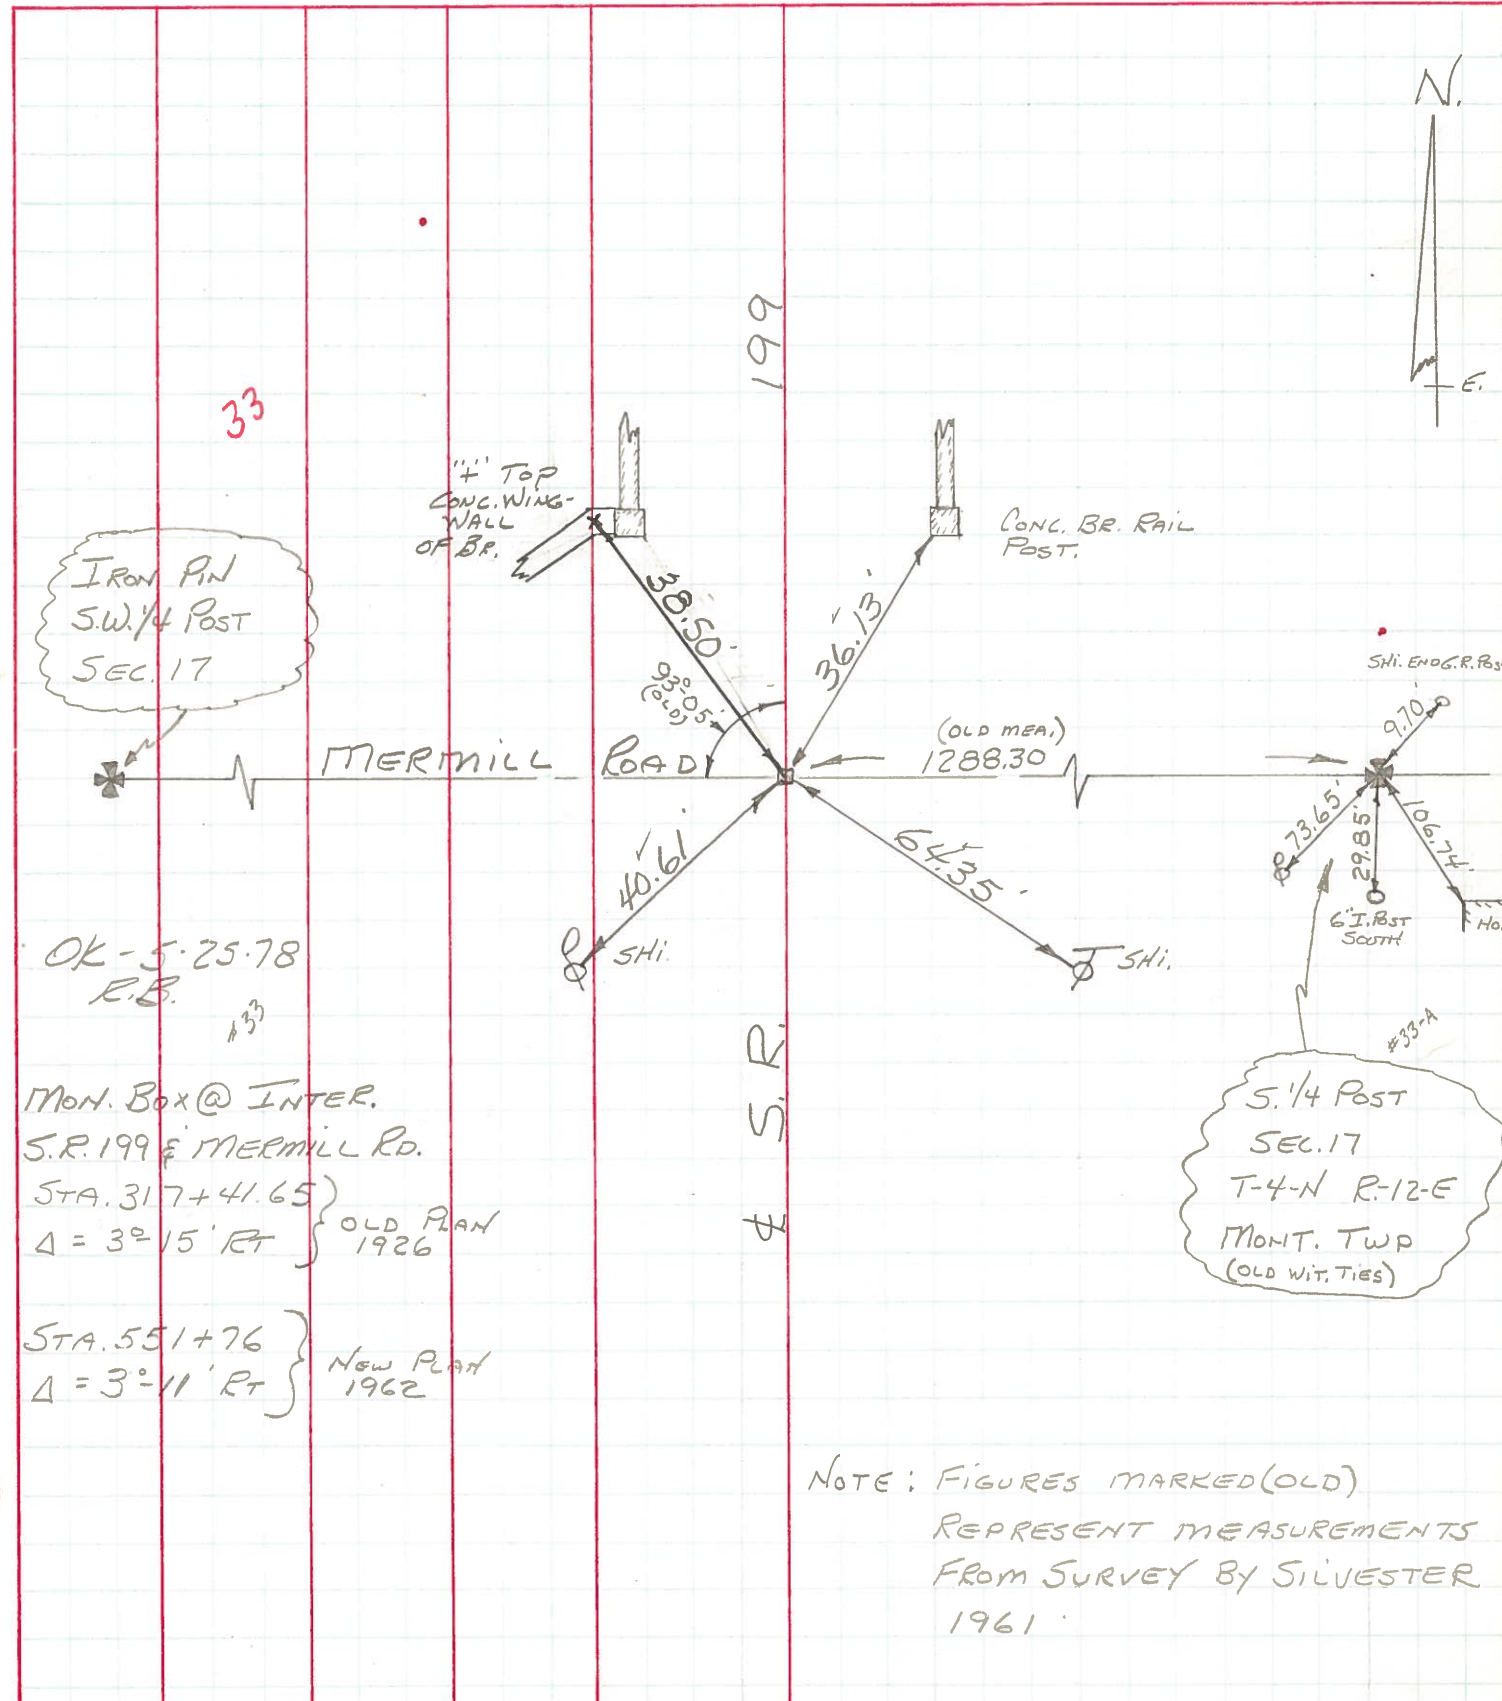 N.
E.
199
33
"+" TOP
CONC. WING-
WALL
OF BR.
CONC. BR. RAIL
POST.
IRON PIN
S.W. 1/4 POST
SEC. 17
38.50'
36.13'
93°-05'
(OLD)
SHI. END G.R. POS
9.70
MERMILL ROAD
(OLD MEA.)
1288.30
73.65'
29.85'
106.74'
40.61'
64.35'
6" I. POST
SOUTH
HO
SHI.
SHI.
OK - 5-25-78
R.B.
#33
#33-A
MON. BOX @ INTER.
S.R. 199 & MERMILL RD.
STA. 317+41.65
Δ = 3°-15' RT
OLD PLAN
1926
STA. 551+76
Δ = 3°-11' RT
NEW PLAN
1962
℄ S. R.
S. 1/4 POST
SEC. 17
T-4-N R-12-E
MONT. TWP
(OLD WIT. TIES)
NOTE: FIGURES MARKED (OLD)
REPRESENT MEASUREMENTS
FROM SURVEY BY SILVESTER
1961